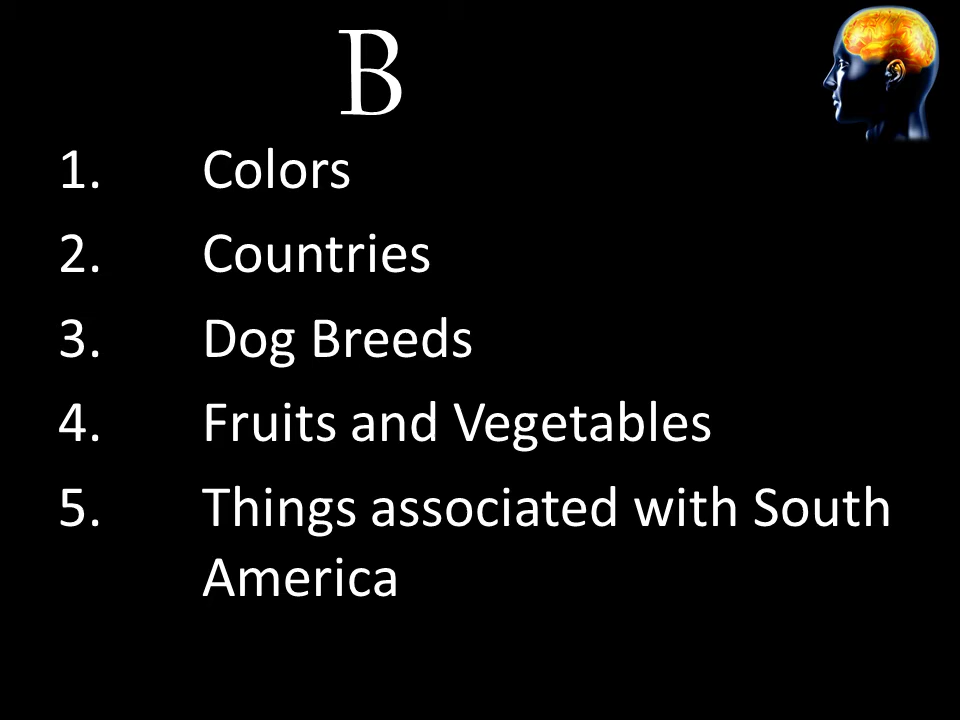 B
1. Colors
2. Countries
3. Dog Breeds
4. Fruits and Vegetables
5. Things associated with South
America